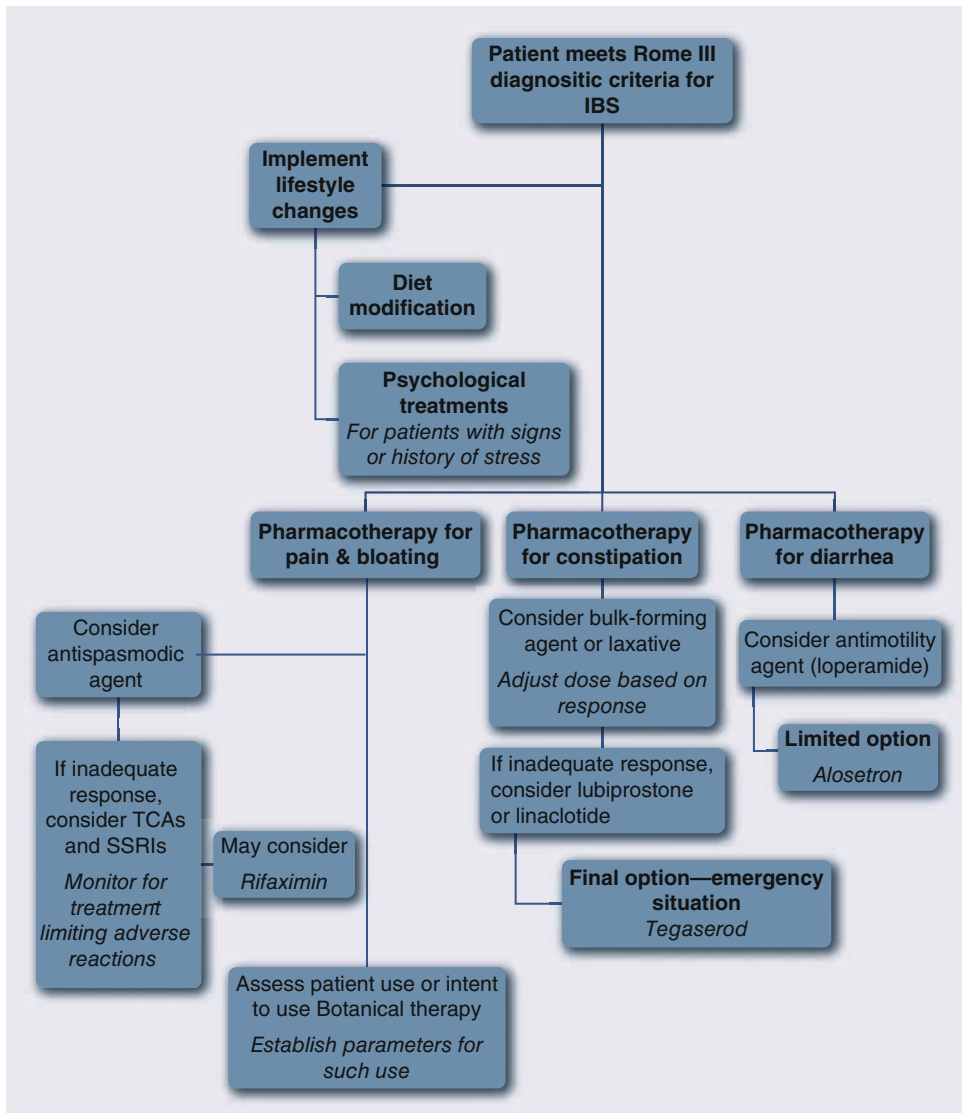 Patient meets Rome III
diagnositic criteria for
IBS
Implement
lifestyle
changes
Diet
modification
Psychological
treatments
For patients with signs
or history of stress
Pharmacotherapy for
pain & bloating
Pharmacotherapy
for constipation
Pharmacotherapy
for diarrhea
Consider
antispasmodic
agent
If inadequate
response,
consider TCAs
and SSRIs
Monitor for
treatment
limiting adverse
reactions
May consider
Rifaximin
Assess patient use or intent
to use Botanical therapy
Establish parameters for
such use
Consider bulk-forming
agent or laxative
Adjust dose based on
response
If inadequate response,
consider lubiprostone
or linaclotide
Final option—emergency
situation
Tegaserod
Consider antimotility
agent (loperamide)
Limited option
Alosetron